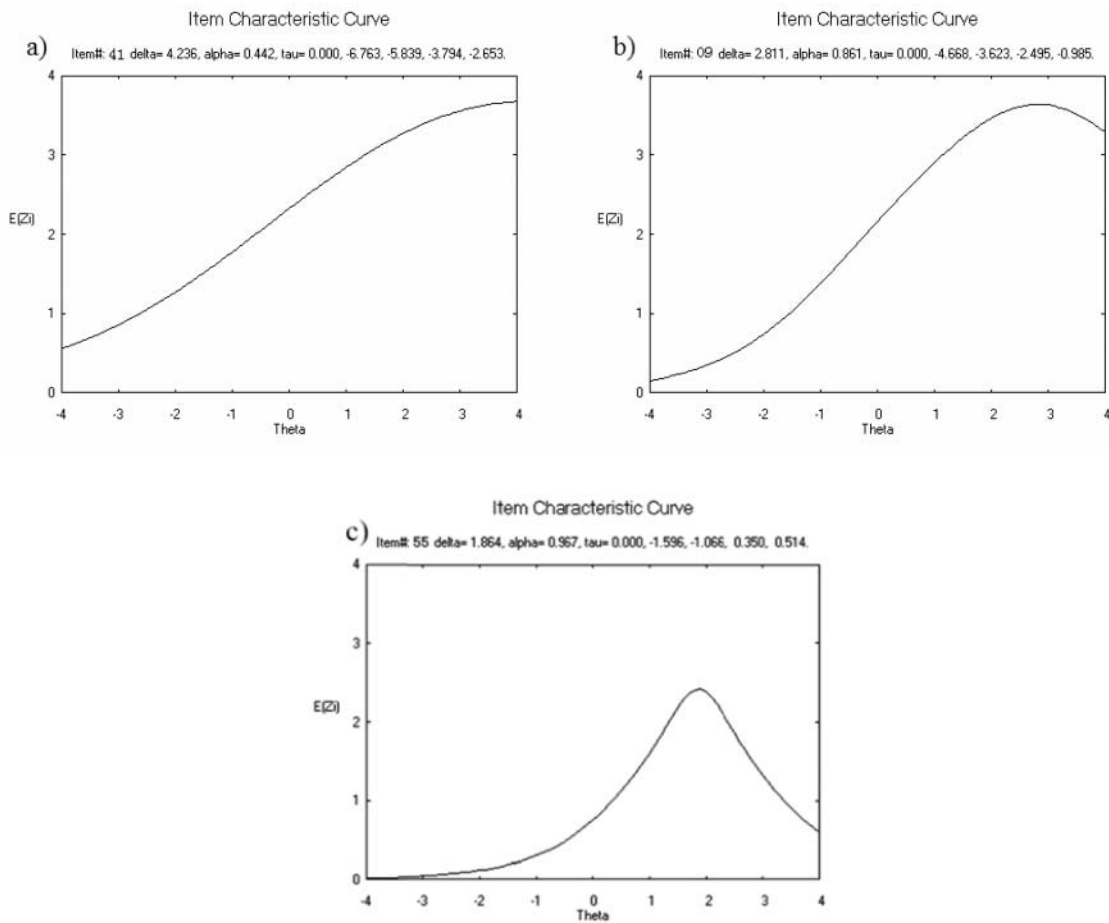 Item Characteristic Curve
a)
Item#: 41 delta= 4.236, alpha= 0.442, tau= 0.000, -6.763, -5.839, -3.794, -2.653.
4
3
E(Zi)
2
1
0
-4 -3 -2 -1 0 1 2 3 4
Theta
Item Characteristic Curve
b)
Item#: 09 delta= 2.811, alpha= 0.861, tau= 0.000, -4.668, -3.623, -2.495, -0.985.
4
3
E(Zi)
2
1
0
-4 -3 -2 -1 0 1 2 3 4
Theta
Item Characteristic Curve
c)
Item#: 55 delta= 1.864, alpha= 0.967, tau= 0.000, -1.596, -1.066, 0.350, 0.514.
4
3
E(Zi)
2
1
0
-4 -3 -2 -1 0 1 2 3 4
Theta